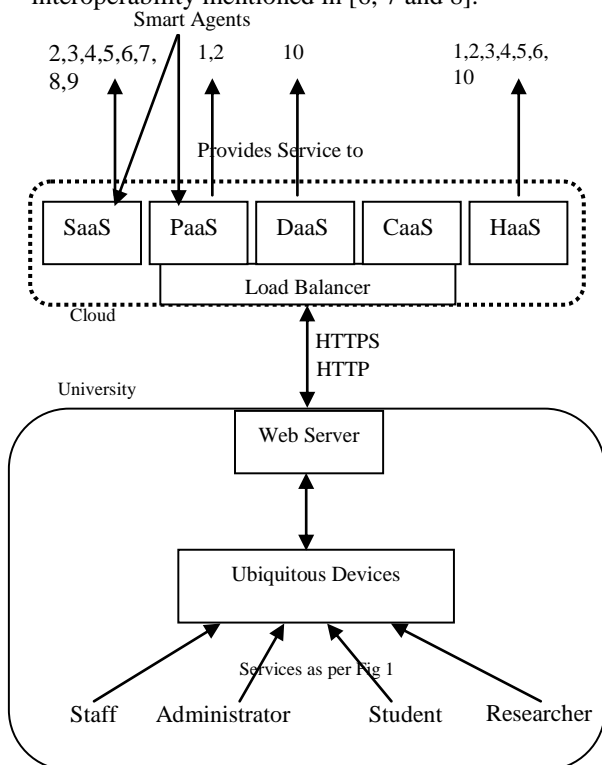 interoperability mentioned in [6, 7 and 8].
Smart Agents
2,3,4,5,6,7,
8,9
1,2
10
1,2,3,4,5,6,
10
Provides Service to
SaaS
PaaS
DaaS
CaaS
HaaS
Load Balancer
Cloud
HTTPS
HTTP
University
Web Server
Ubiquitous Devices
Services as per Fig 1
Staff
Administrator
Student
Researcher